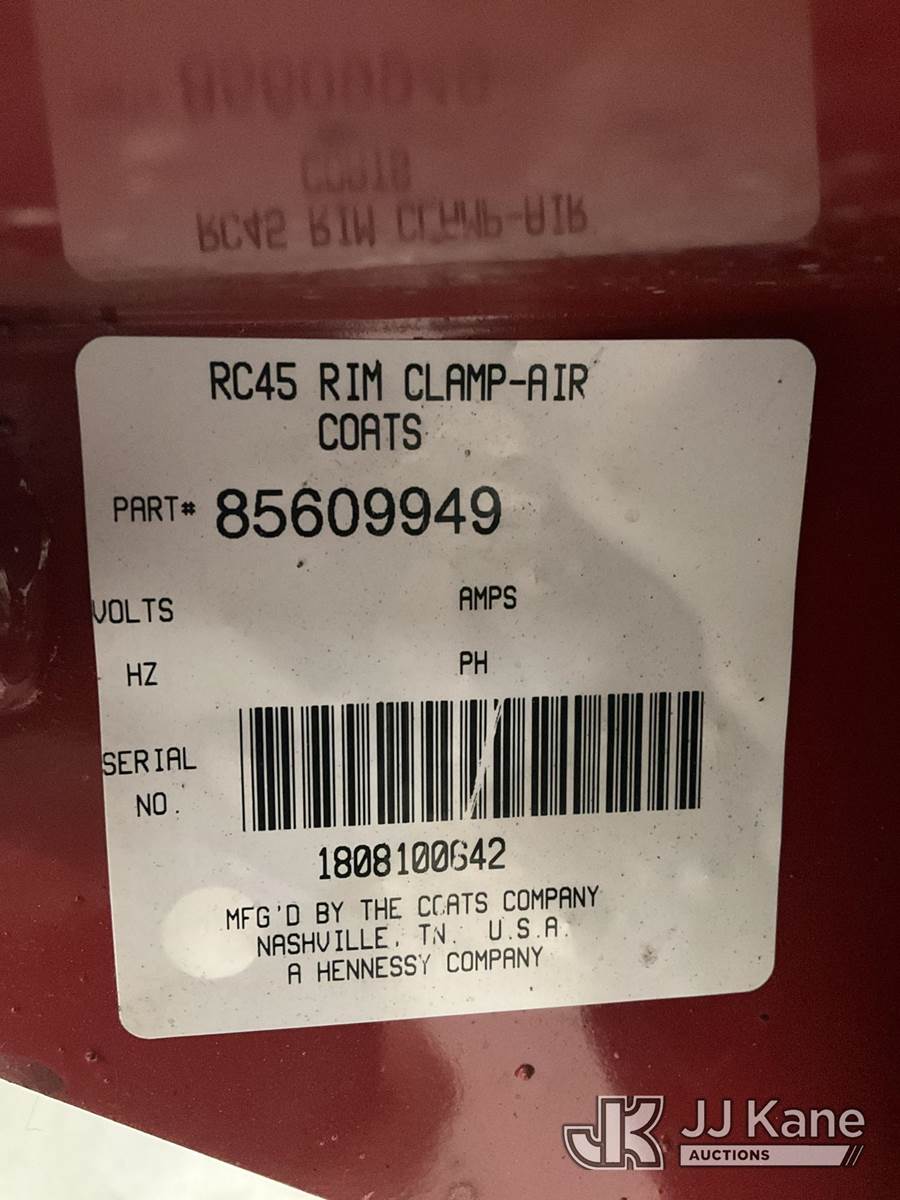 RC45 RIM CLAMP-AIR
COATS
PART# 85609949
VOLTS AMPS
HZ PH
SERIAL
NO.
1808100642
MFG'D BY THE COATS COMPANY
NASHVILLE, TN. U.S.A.
A HENNESSY COMPANY
JK JJ Kane
AUCTIONS